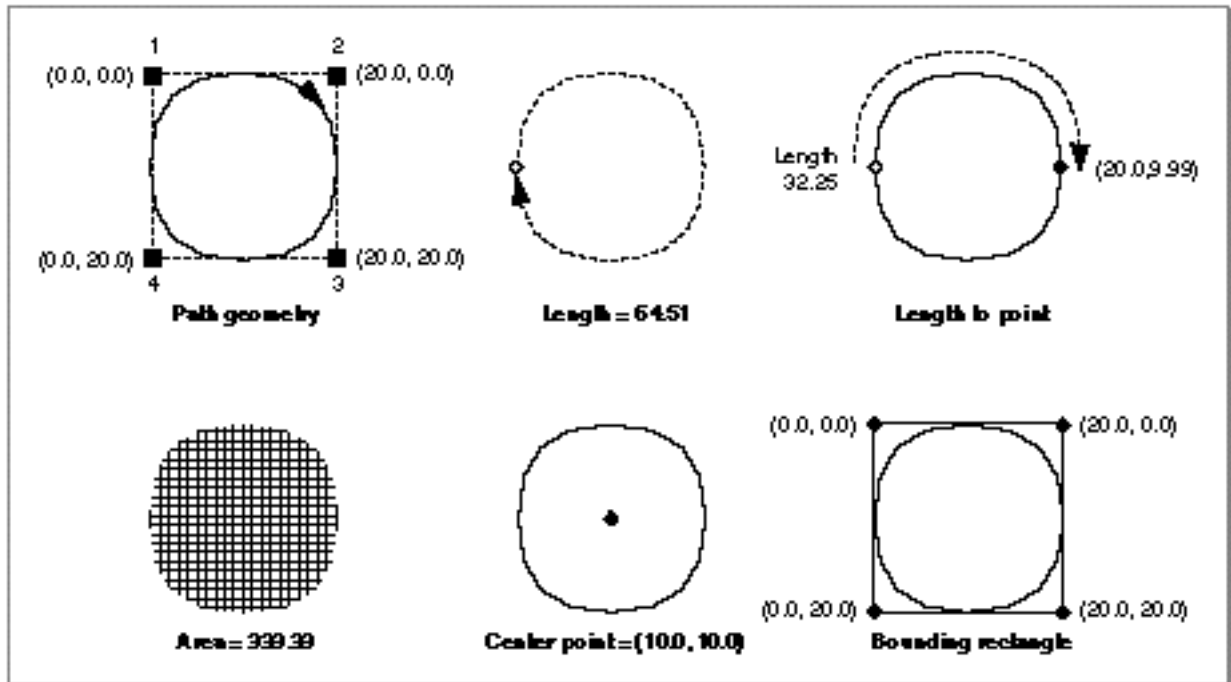 1 2
(0.0, 0.0) (20.0, 0.0)
(0.0, 20.0) (20.0, 20.0)
4 3
Path geometry
Length = 64.51
Length
32.25
(20.0,9.99)
Length to point
Area = 333.33
Center point = (10.0, 10.0)
(0.0, 0.0) (20.0, 0.0)
(0.0, 20.0) (20.0, 20.0)
Bounding rectangle